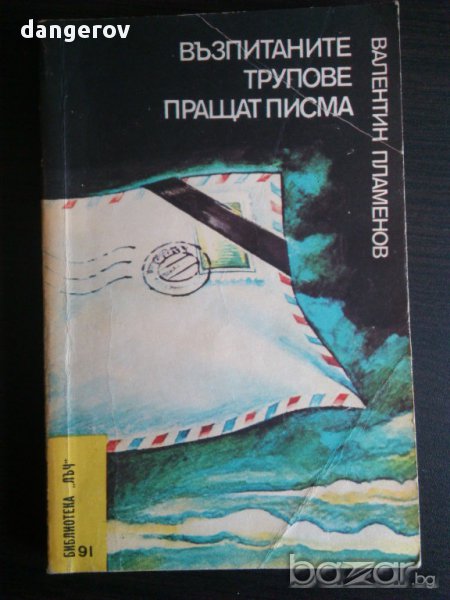 dangerov
ВЪЗПИТАНИТЕ
ТРУПОВЕ
ПРАЩАТ ПИСМА
ВАЛЕНТИН ПЛАМЕНОВ
БИБЛИОТЕКА „ЛЪЧ“
91
bazar.bg